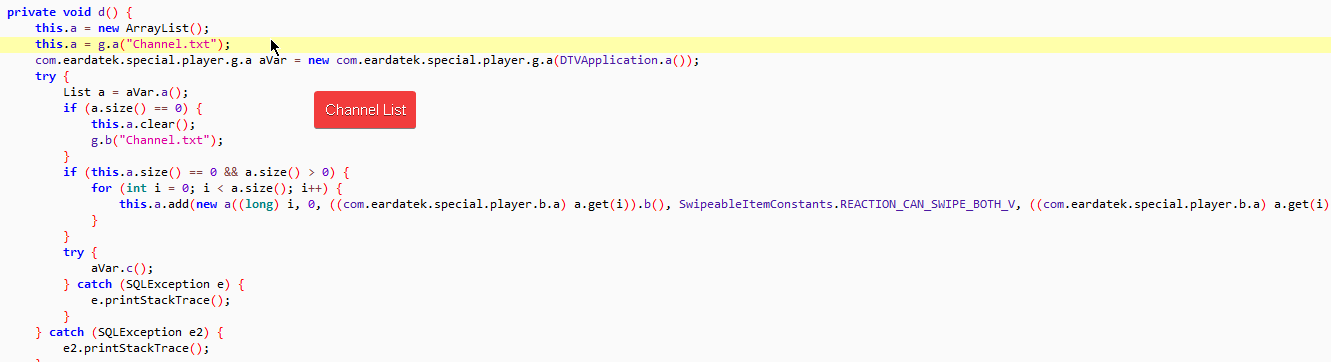 private void d() {
    this.a = new ArrayList();
    this.a = g.a("Channel.txt");
    com.eardatek.special.player.g.a aVar = new com.eardatek.special.player.g.a(DTVApplication.a());
    try {
        List a = aVar.a();
        if (a.size() == 0) {
            this.a.clear();
            g.b("Channel.txt");
        }
        if (this.a.size() == 0 && a.size() > 0) {
            for (int i = 0; i < a.size(); i++) {
                this.a.add(new a((long) i, 0, ((com.eardatek.special.player.b.a) a.get(i)).b(), SwipeableItemConstants.REACTION_CAN_SWIPE_BOTH_V, ((com.eardatek.special.player.b.a) a.get(i)
            }
        }
        try {
            aVar.c();
        } catch (SQLException e) {
            e.printStackTrace();
        }
    } catch (SQLException e2) {
        e2.printStackTrace();
Channel List